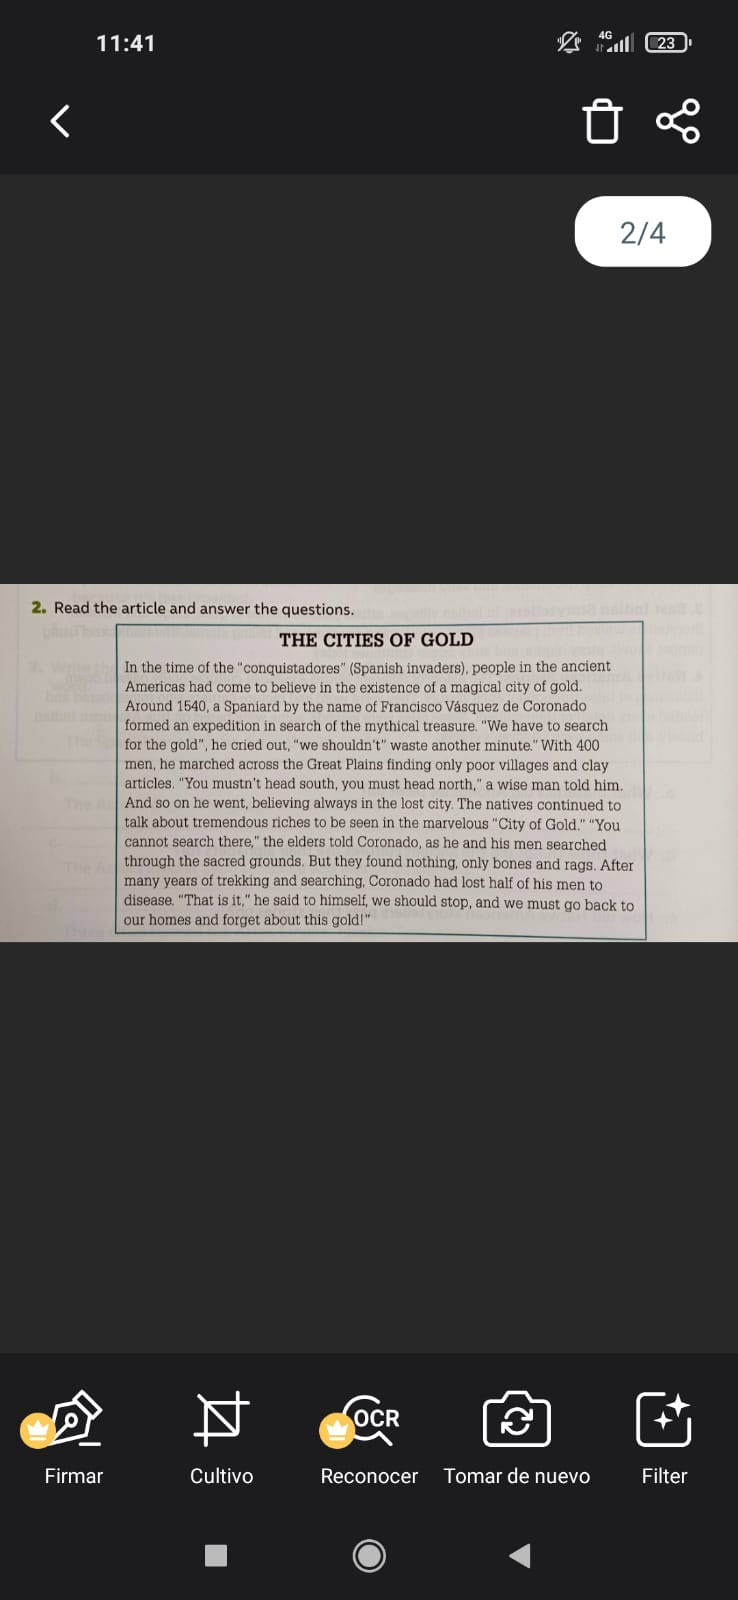 11:41
4G
23
2/4
2. Read the article and answer the questions.
THE CITIES OF GOLD
In the time of the "conquistadores" (Spanish invaders), people in the ancient
Americas had come to believe in the existence of a magical city of gold.
Around 1540, a Spaniard by the name of Francisco Vásquez de Coronado
formed an expedition in search of the mythical treasure. "We have to search
for the gold", he cried out, "we shouldn't" waste another minute." With 400
men, he marched across the Great Plains finding only poor villages and clay
articles. "You mustn't head south, you must head north," a wise man told him.
And so on he went, believing always in the lost city. The natives continued to
talk about tremendous riches to be seen in the marvelous "City of Gold." "You
cannot search there," the elders told Coronado, as he and his men searched
through the sacred grounds. But they found nothing, only bones and rags. After
many years of trekking and searching, Coronado had lost half of his men to
disease. "That is it," he said to himself, we should stop, and we must go back to
our homes and forget about this gold!"
OCR
Firmar
Cultivo
Reconocer
Tomar de nuevo
Filter